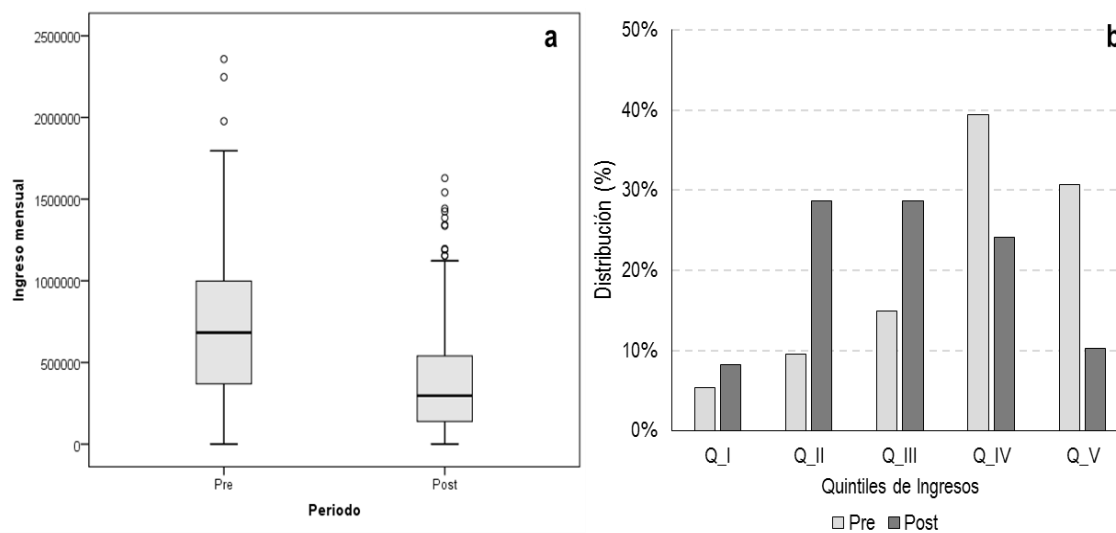 a
2500000
2000000
1500000
1000000
500000
0
Ingreso mensual
Pre
Post
Periodo
b
50%
40%
30%
20%
10%
0%
Distribución (%)
Q_I
Q_II
Q_III
Q_IV
Q_V
Quintiles de Ingresos
Pre
Post